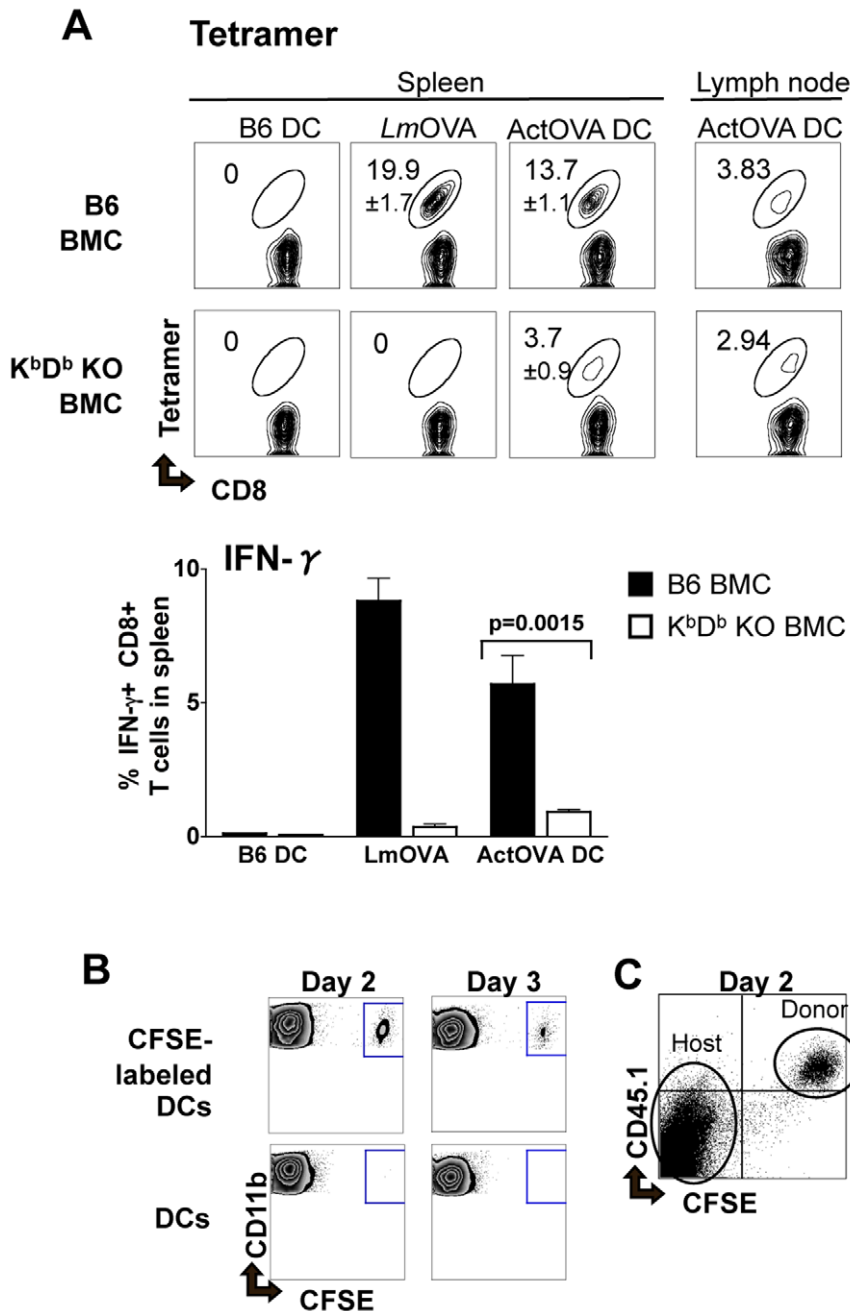 A
Tetramer
Spleen
Lymph node
B6 DC
LmOVA
ActOVA DC
ActOVA DC
B6
BMC
0
19.9
±1.7
13.7
±1.1
3.83
KᵇDᵇ KO
BMC
0
0
3.7
±0.9
2.94
Tetramer
CD8
IFN-γ
% IFN-γ+ CD8+
T cells in spleen
10
5
0
p=0.0015
B6 BMC
KᵇDᵇ KO BMC
B6 DC
LmOVA
ActOVA DC
B
Day 2
Day 3
CFSE-
labeled
DCs
DCs
CD11b
CFSE
C
Day 2
Host
Donor
CD45.1
CFSE